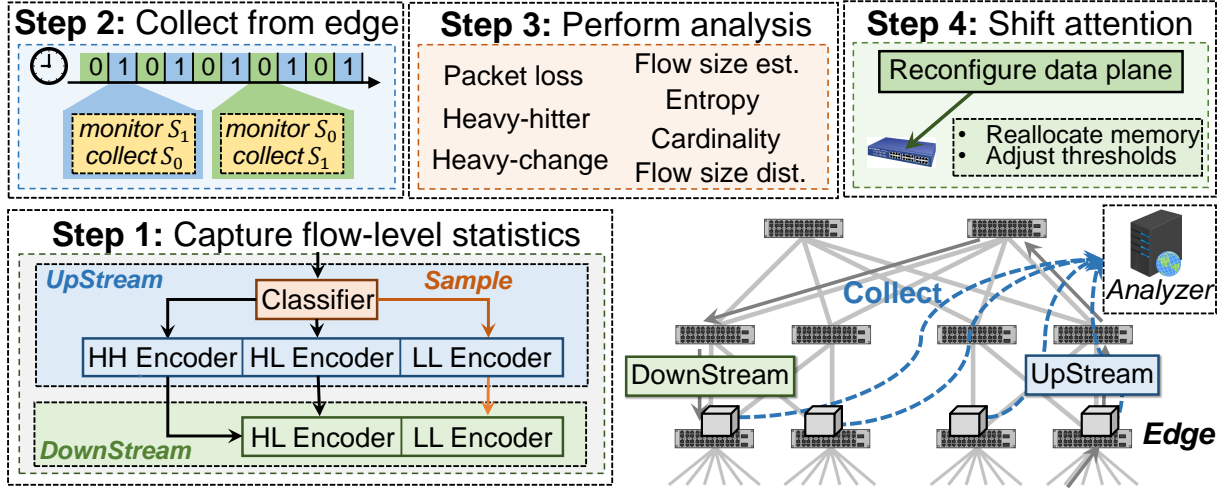 Step 2: Collect from edge
0 1 0 1 0 1 0 1 0 1
monitor S₁
collect S₀
monitor S₀
collect S₁
Step 3: Perform analysis
Packet loss
Heavy-hitter
Heavy-change
Flow size est.
Entropy
Cardinality
Flow size dist.
Step 4: Shift attention
Reconfigure data plane
• Reallocate memory
• Adjust thresholds
Step 1: Capture flow-level statistics
UpStream
Classifier
Sample
HH Encoder
HL Encoder
LL Encoder
DownStream
HL Encoder
LL Encoder
Collect
Analyzer
DownStream
UpStream
Edge